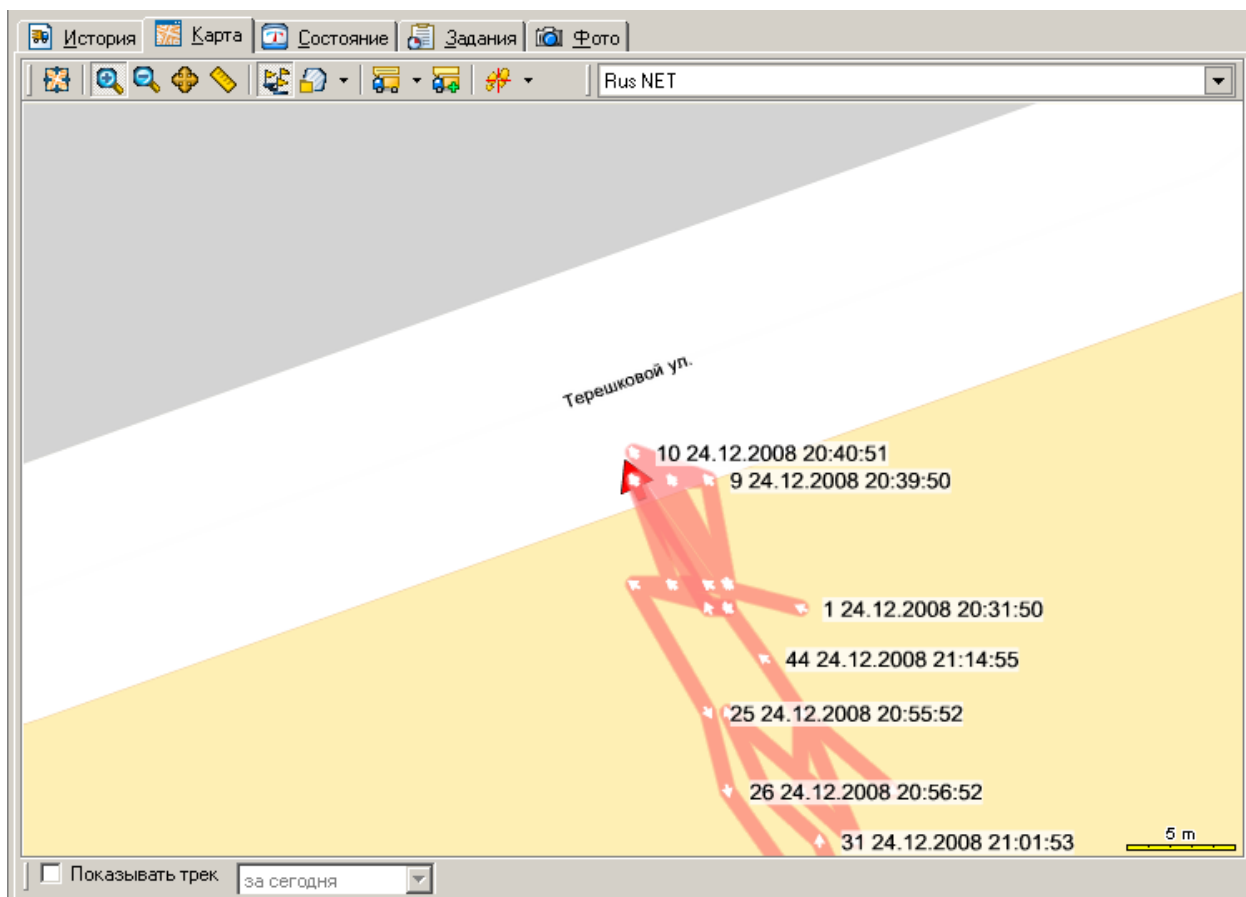 История Карта Состояние Задания Фото
Rus NET
Терешковой ул.
10 24.12.2008 20:40:51
9 24.12.2008 20:39:50
1 24.12.2008 20:31:50
44 24.12.2008 21:14:55
25 24.12.2008 20:55:52
26 24.12.2008 20:56:52
31 24.12.2008 21:01:53
5 m
Показывать трек за сегодня